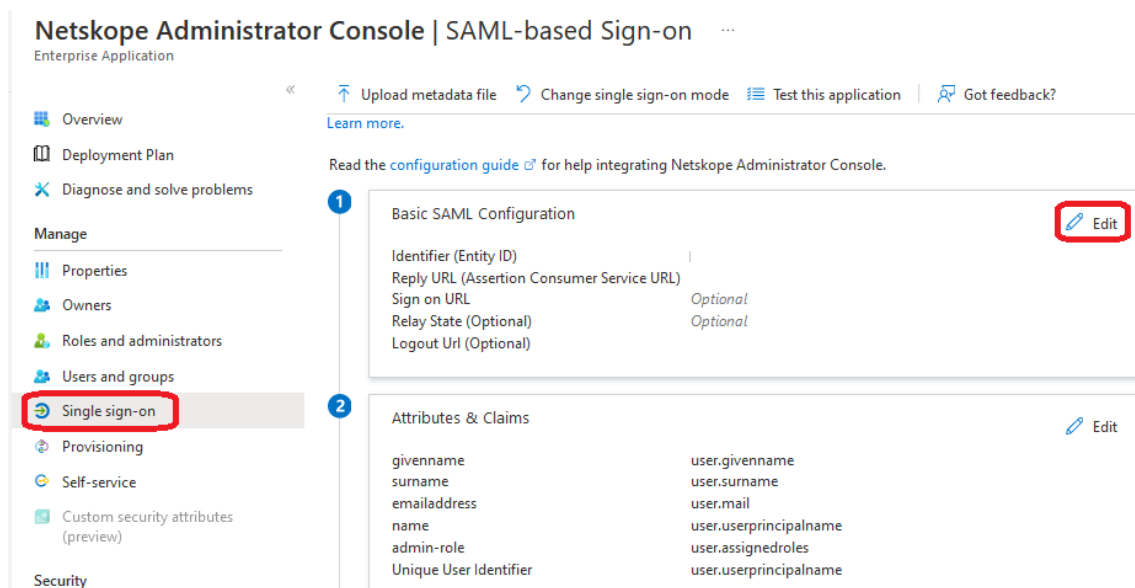 Netskope Administrator Console | SAML-based Sign-on ...
Enterprise Application
«
Upload metadata file Change single sign-on mode Test this application Got feedback?
Learn more.
Read the configuration guide for help integrating Netskope Administrator Console.
Overview
Deployment Plan
Diagnose and solve problems
Manage
Properties
Owners
Roles and administrators
Users and groups
Single sign-on
Provisioning
Self-service
Custom security attributes
(preview)
Security
1
Basic SAML Configuration
Edit
Identifier (Entity ID)
Reply URL (Assertion Consumer Service URL)
Sign on URL Optional
Relay State (Optional) Optional
Logout Url (Optional)
2
Attributes & Claims
Edit
givenname user.givenname
surname user.surname
emailaddress user.mail
name user.userprincipalname
admin-role user.assignedroles
Unique User Identifier user.userprincipalname